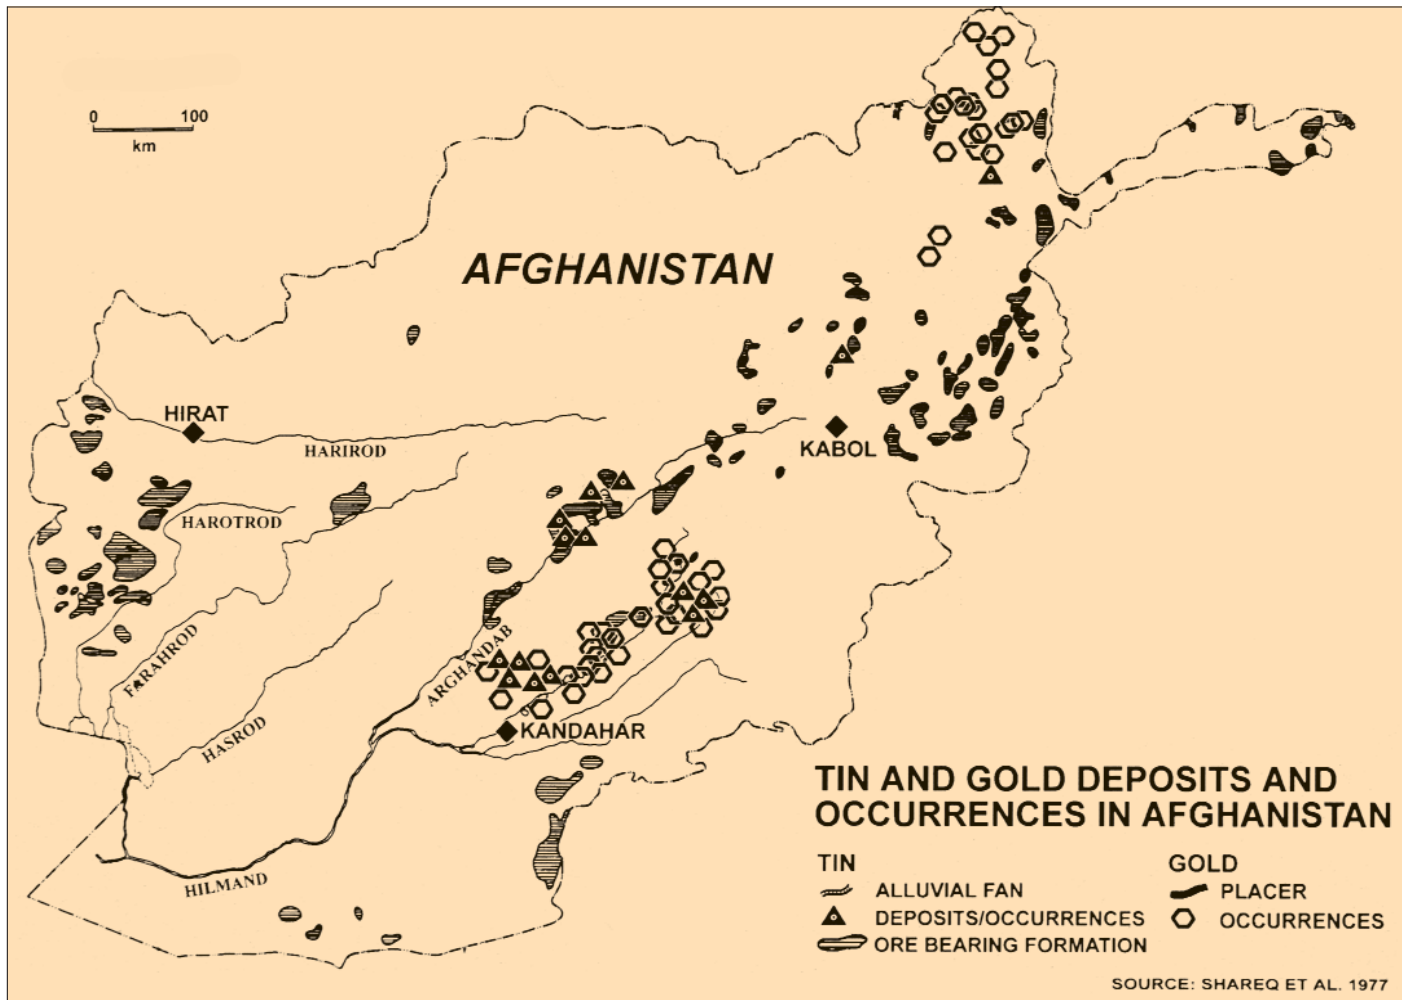 0 100
km
AFGHANISTAN
HIRAT
HARIROD
KABOL
HAROTROD
FARAHROD
ARGHANDAB
HASROD
KANDAHAR
HILMAND
TIN AND GOLD DEPOSITS AND
OCCURRENCES IN AFGHANISTAN
TIN
ALLUVIAL FAN
DEPOSITS/OCCURRENCES
ORE BEARING FORMATION
GOLD
PLACER
OCCURRENCES
SOURCE: SHAREQ ET AL. 1977